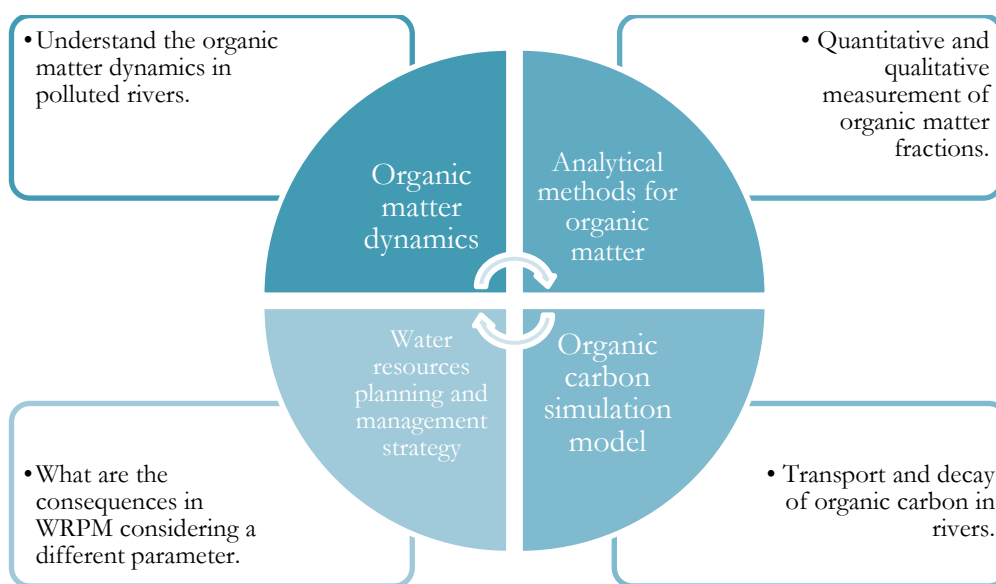 • Understand the organic
matter dynamics in
polluted rivers.
• Quantitative and
qualitative
measurement of
organic matter
fractions.
Organic
matter
dynamics
Analytical
methods for
organic
matter
Water
resources
planning and
management
strategy
Organic
carbon
simulation
model
• What are the
consequences in
WRPM considering a
different parameter.
• Transport and decay
of organic carbon in
rivers.